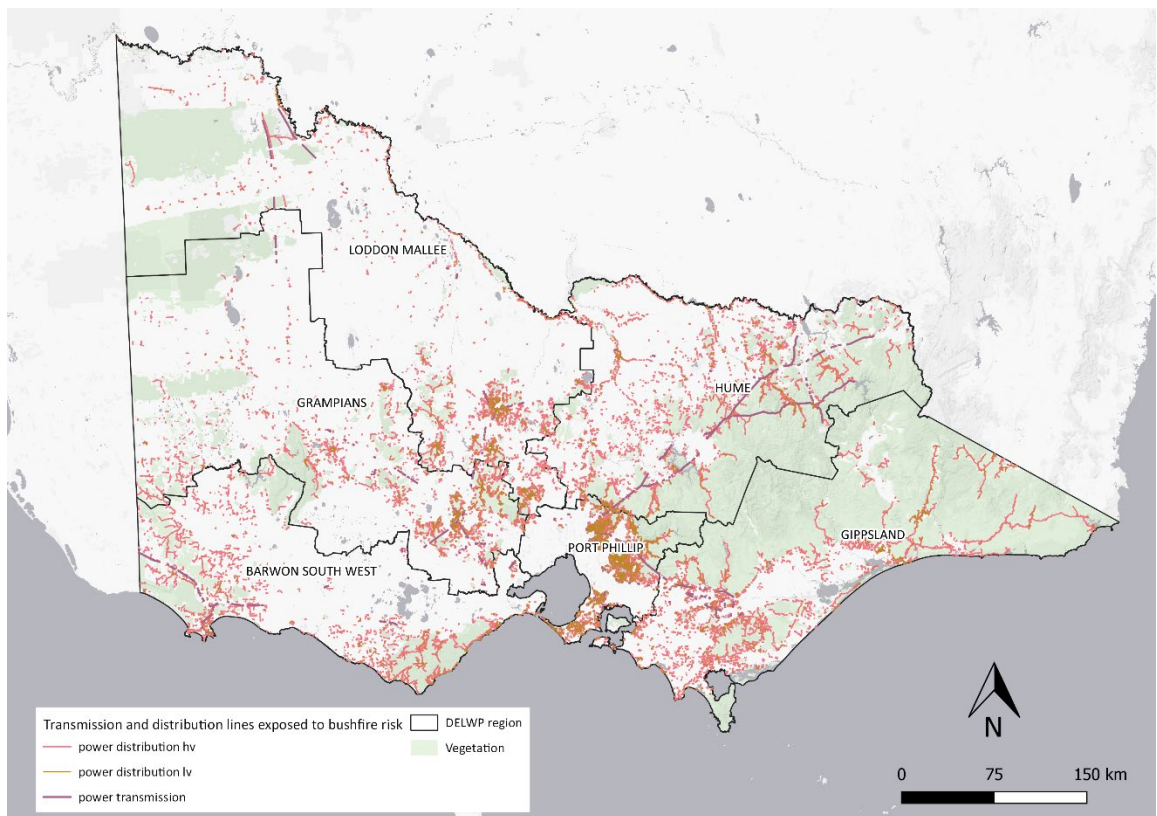 LODDON MALLEE
HUME
GRAMPIANS
GIPPSLAND
PORT PHILLIP
BARWON SOUTH WEST
N
Transmission and distribution lines exposed to bushfire risk
DELWP region
power distribution hv
Vegetation
power distribution lv
power transmission
0 75 150 km